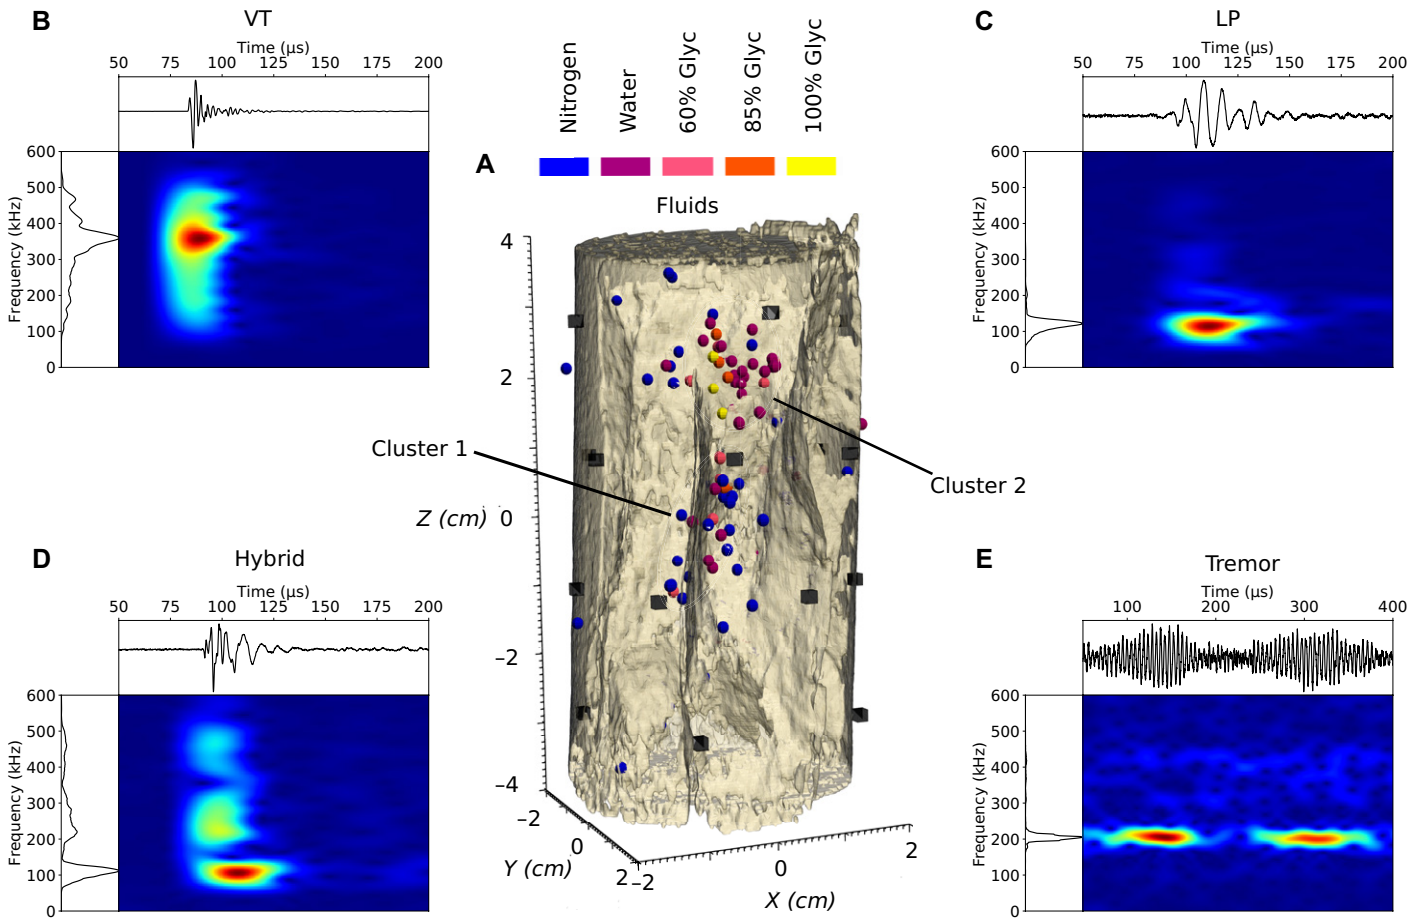 B
VT
Time (μs)
50 75 100 125 150 175 200
600
500
400
300
200
100
0
Frequency (kHz)
Nitrogen
Water
60% Glyc
85% Glyc
100% Glyc
A
Fluids
C
LP
Time (μs)
50 75 100 125 150 175 200
600
500
400
300
200
100
0
Frequency (kHz)
4
2
0
−2
−4
Z (cm)
Cluster 1
Cluster 2
−2
0
2
Y (cm)
−2
0
2
X (cm)
D
Hybrid
Time (μs)
50 75 100 125 150 175 200
600
500
400
300
200
100
0
Frequency (kHz)
E
Tremor
Time (μs)
100 200 300 400
600
500
400
300
200
100
0
Frequency (kHz)